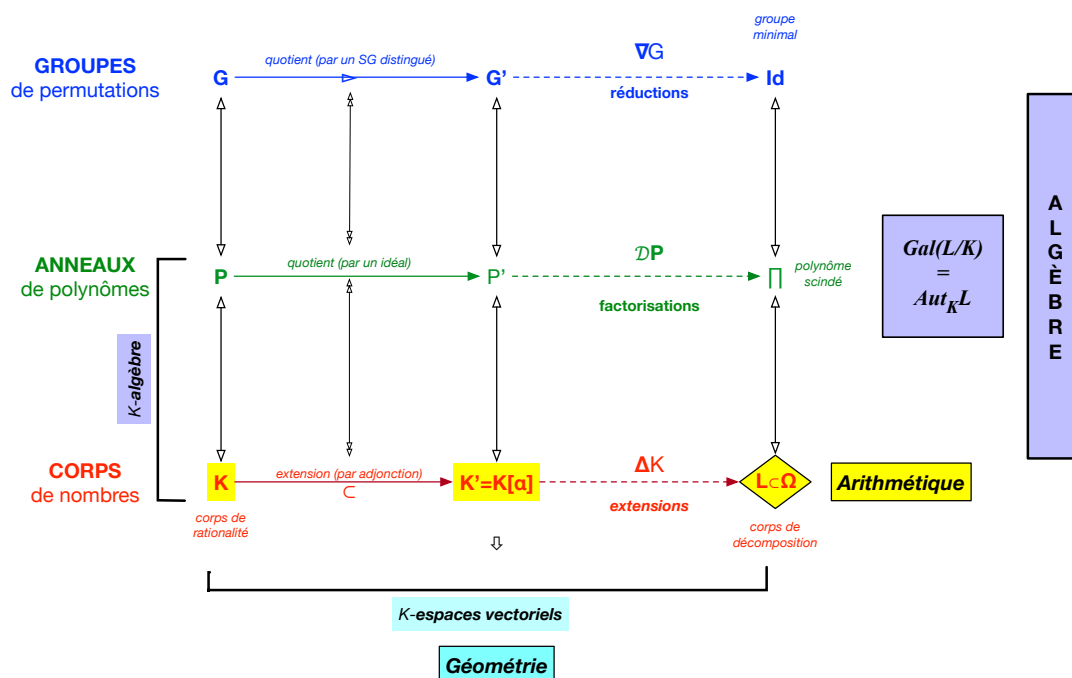 groupe
minimal
GROUPES
de permutations
G
quotient (par un SG distingué)
G'
∇G
réductions
Id
ANNEAUX
de polynômes
P
quotient (par un idéal)
P'
𝒟P
factorisations
∏
polynôme
scindé
K-algèbre
CORPS
de nombres
K
extension (par adjonction)
⊂
K'=K[α]
ΔK
extensions
L⊂Ω
Arithmétique
corps de
rationalité
corps de
décomposition
K-espaces vectoriels
Géométrie
Gal(L/K)
=
Aut_K L
A
L
G
È
B
R
E